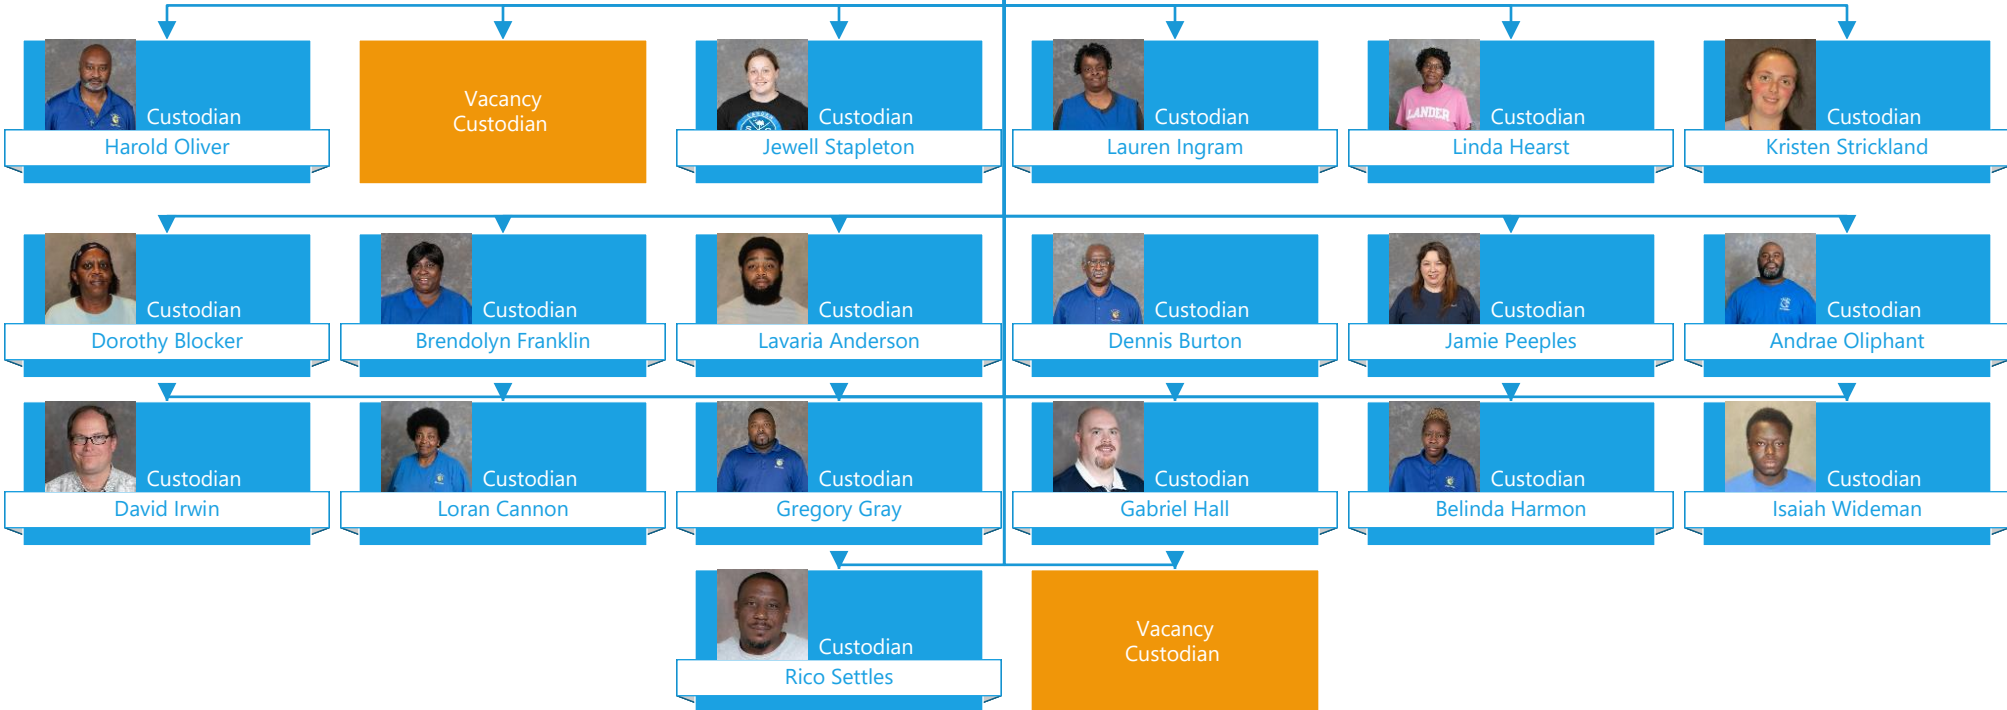 Custodian
Harold Oliver
Vacancy
Custodian
Custodian
Jewell Stapleton
Custodian
Lauren Ingram
LANDER
Custodian
Linda Hearst
Custodian
Kristen Strickland
Custodian
Dorothy Blocker
Custodian
Brendolyn Franklin
Custodian
Lavaria Anderson
Custodian
Dennis Burton
Custodian
Jamie Peeples
Custodian
Andrae Oliphant
Custodian
David Irwin
Custodian
Loran Cannon
Custodian
Gregory Gray
Custodian
Gabriel Hall
Custodian
Belinda Harmon
Custodian
Isaiah Wideman
Custodian
Rico Settles
Vacancy
Custodian